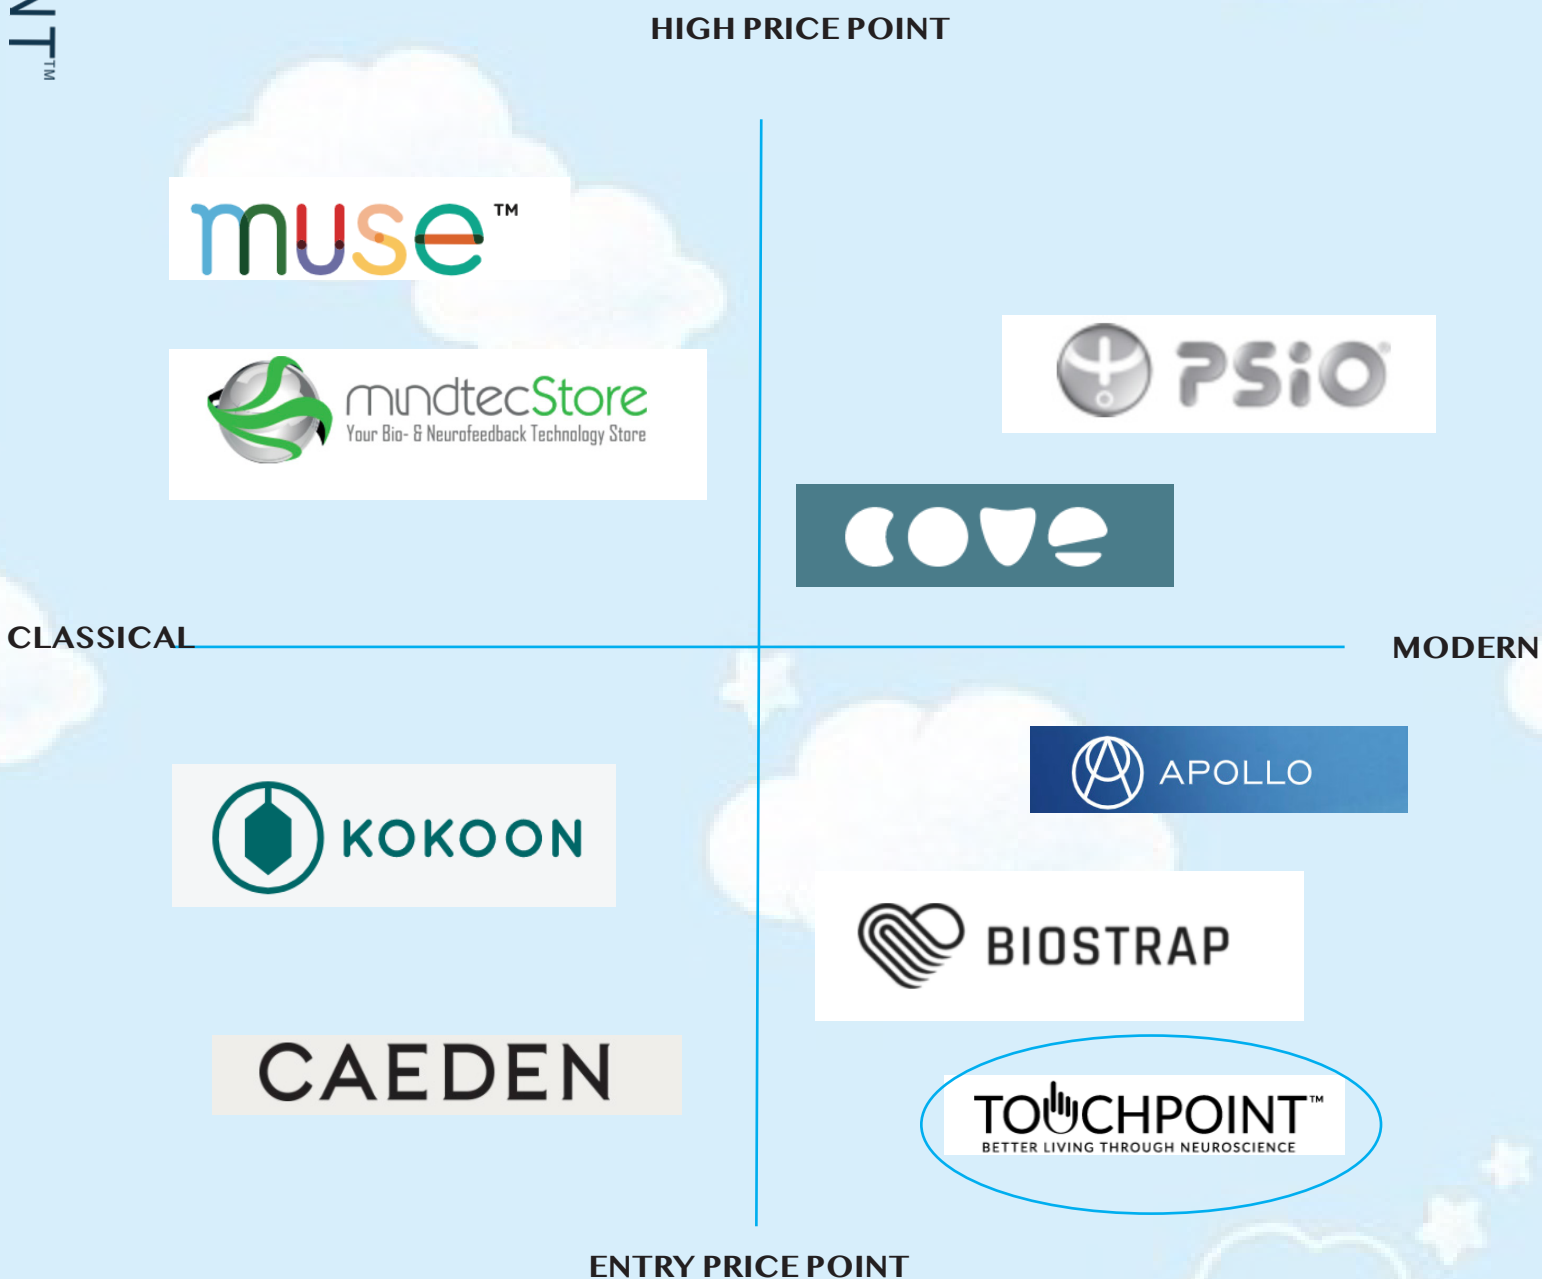 NT™
HIGH PRICE POINT
muse™
mindtecStore
Your Bio- & Neurofeedback Technology Store
PSiO®
cove
CLASSICAL
MODERN
APOLLO
KOKOON
BIOSTRAP
CAEDEN
TOUCHPOINT™
BETTER LIVING THROUGH NEUROSCIENCE
ENTRY PRICE POINT